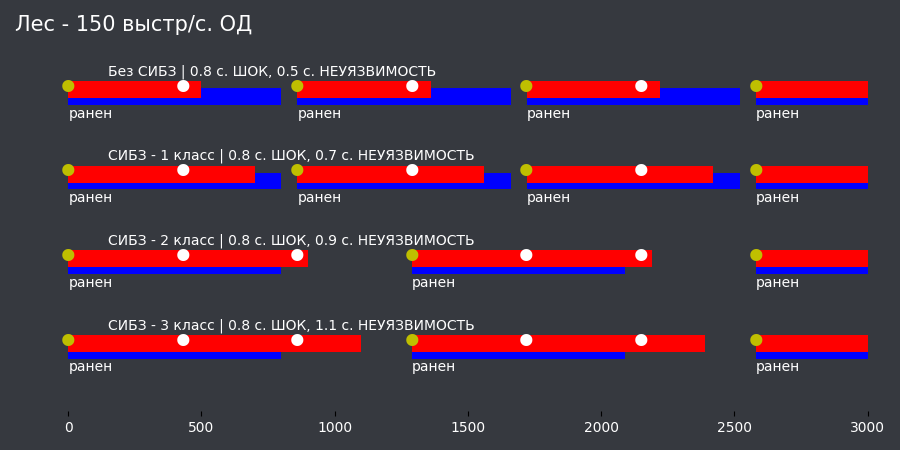 Лес - 150 выстр/с. ОД
Без СИБЗ | 0.8 с. ШОК, 0.5 с. НЕУЯЗВИМОСТЬ
ранен ранен ранен ранен
СИБЗ - 1 класс | 0.8 с. ШОК, 0.7 с. НЕУЯЗВИМОСТЬ
ранен ранен ранен ранен
СИБЗ - 2 класс | 0.8 с. ШОК, 0.9 с. НЕУЯЗВИМОСТЬ
ранен ранен ранен
СИБЗ - 3 класс | 0.8 с. ШОК, 1.1 с. НЕУЯЗВИМОСТЬ
ранен ранен ранен
0 500 1000 1500 2000 2500 3000